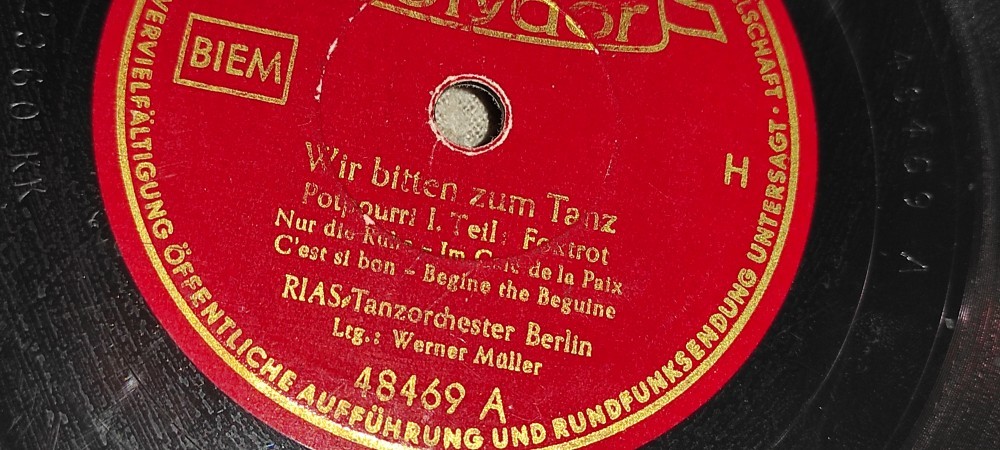 BIEM
H
Wir bitten zum Tanz
Potpourri I. Teil: Foxtrot
Nur die Ruhe - Im Café de la Paix
C'est si bon - Begine the Beguine
RIAS-Tanzorchester Berlin
Ltg.: Werner Müller
48469 A
VERVIELFÄLTIGUNG ÖFFENTLICHE AUFFÜHRUNG UND RUNDFUNKSENDUNG UNTERSAGT ·
48469 A